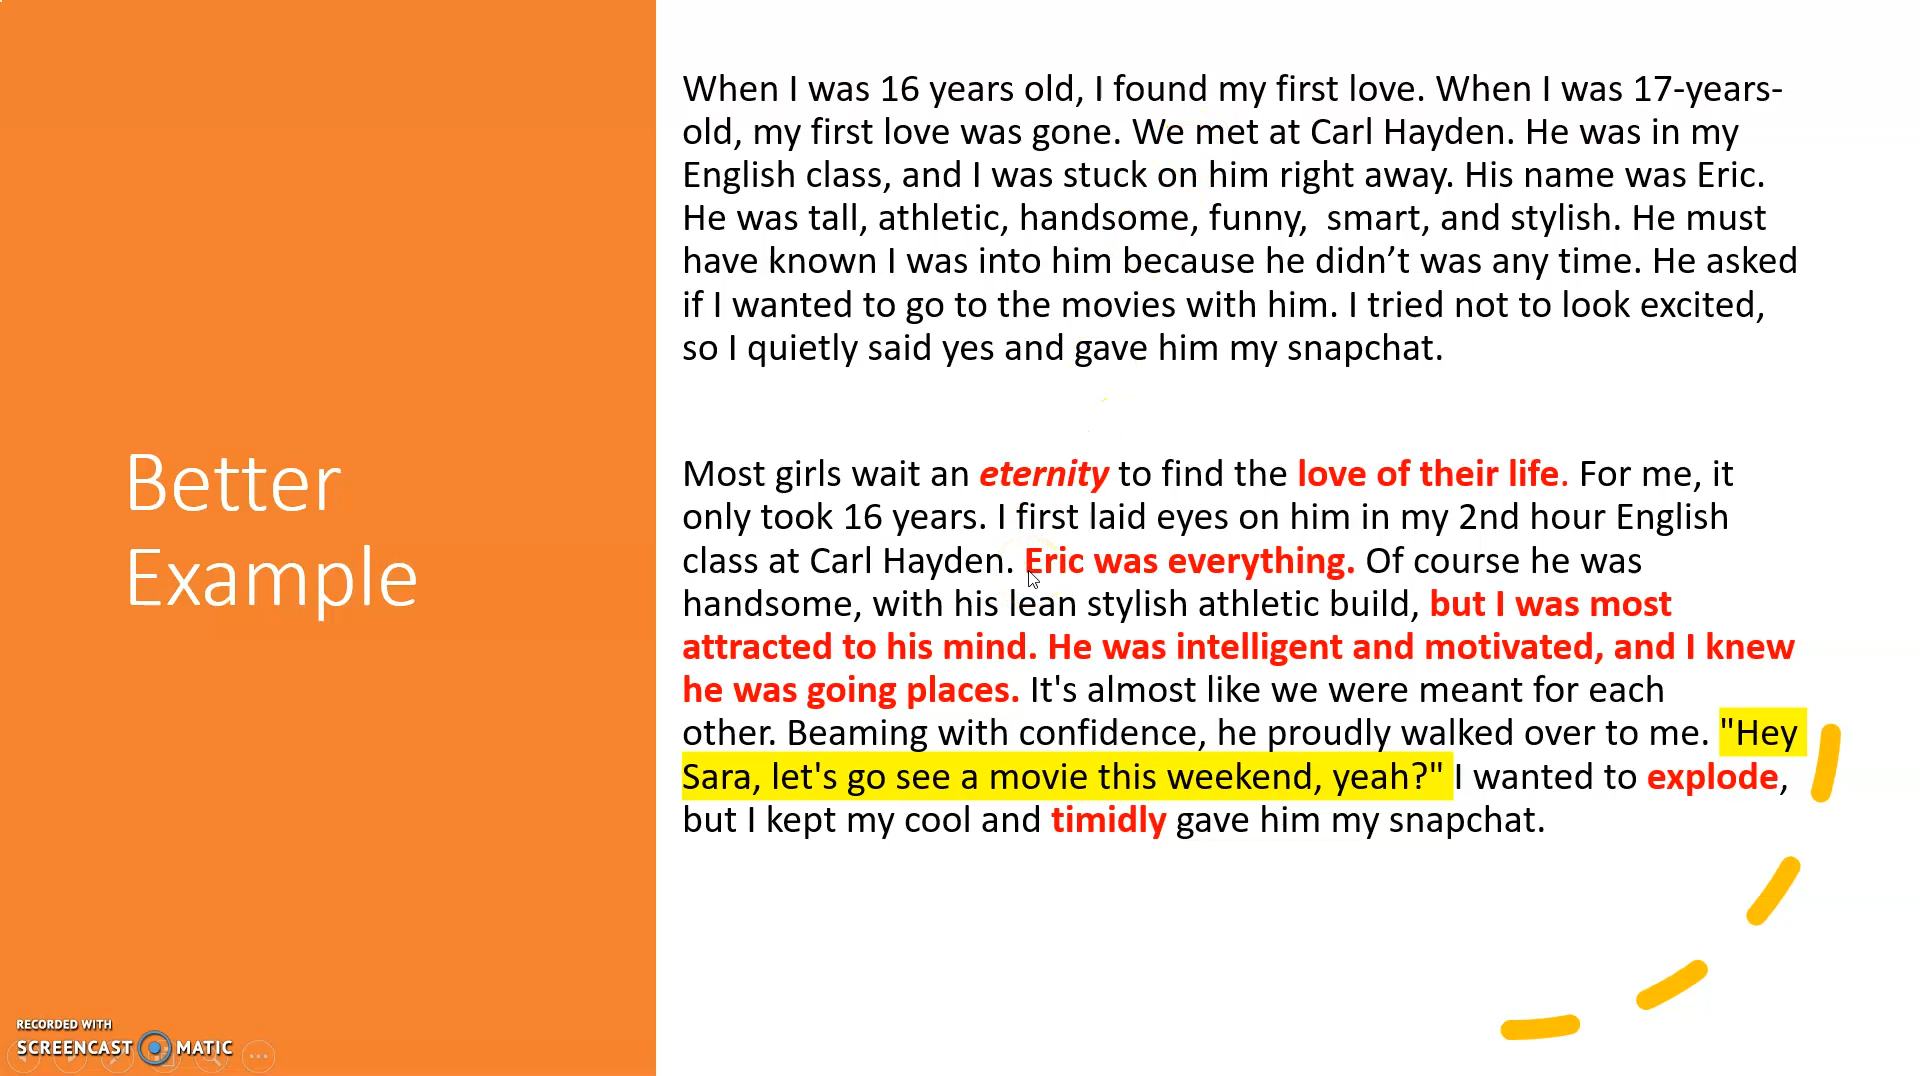 Better
Example
When I was 16 years old, I found my first love. When I was 17-years-
old, my first love was gone. We met at Carl Hayden. He was in my
English class, and I was stuck on him right away. His name was Eric.
He was tall, athletic, handsome, funny,  smart, and stylish. He must
have known I was into him because he didn’t was any time. He asked
if I wanted to go to the movies with him. I tried not to look excited,
so I quietly said yes and gave him my snapchat.
Most girls wait an eternity to find the love of their life. For me, it
only took 16 years. I first laid eyes on him in my 2nd hour English
class at Carl Hayden. Eric was everything. Of course he was
handsome, with his lean stylish athletic build, but I was most
attracted to his mind. He was intelligent and motivated, and I knew
he was going places. It's almost like we were meant for each
other. Beaming with confidence, he proudly walked over to me. "Hey
Sara, let's go see a movie this weekend, yeah?" I wanted to explode,
but I kept my cool and timidly gave him my snapchat.
RECORDED WITH
SCREENCAST MATIC